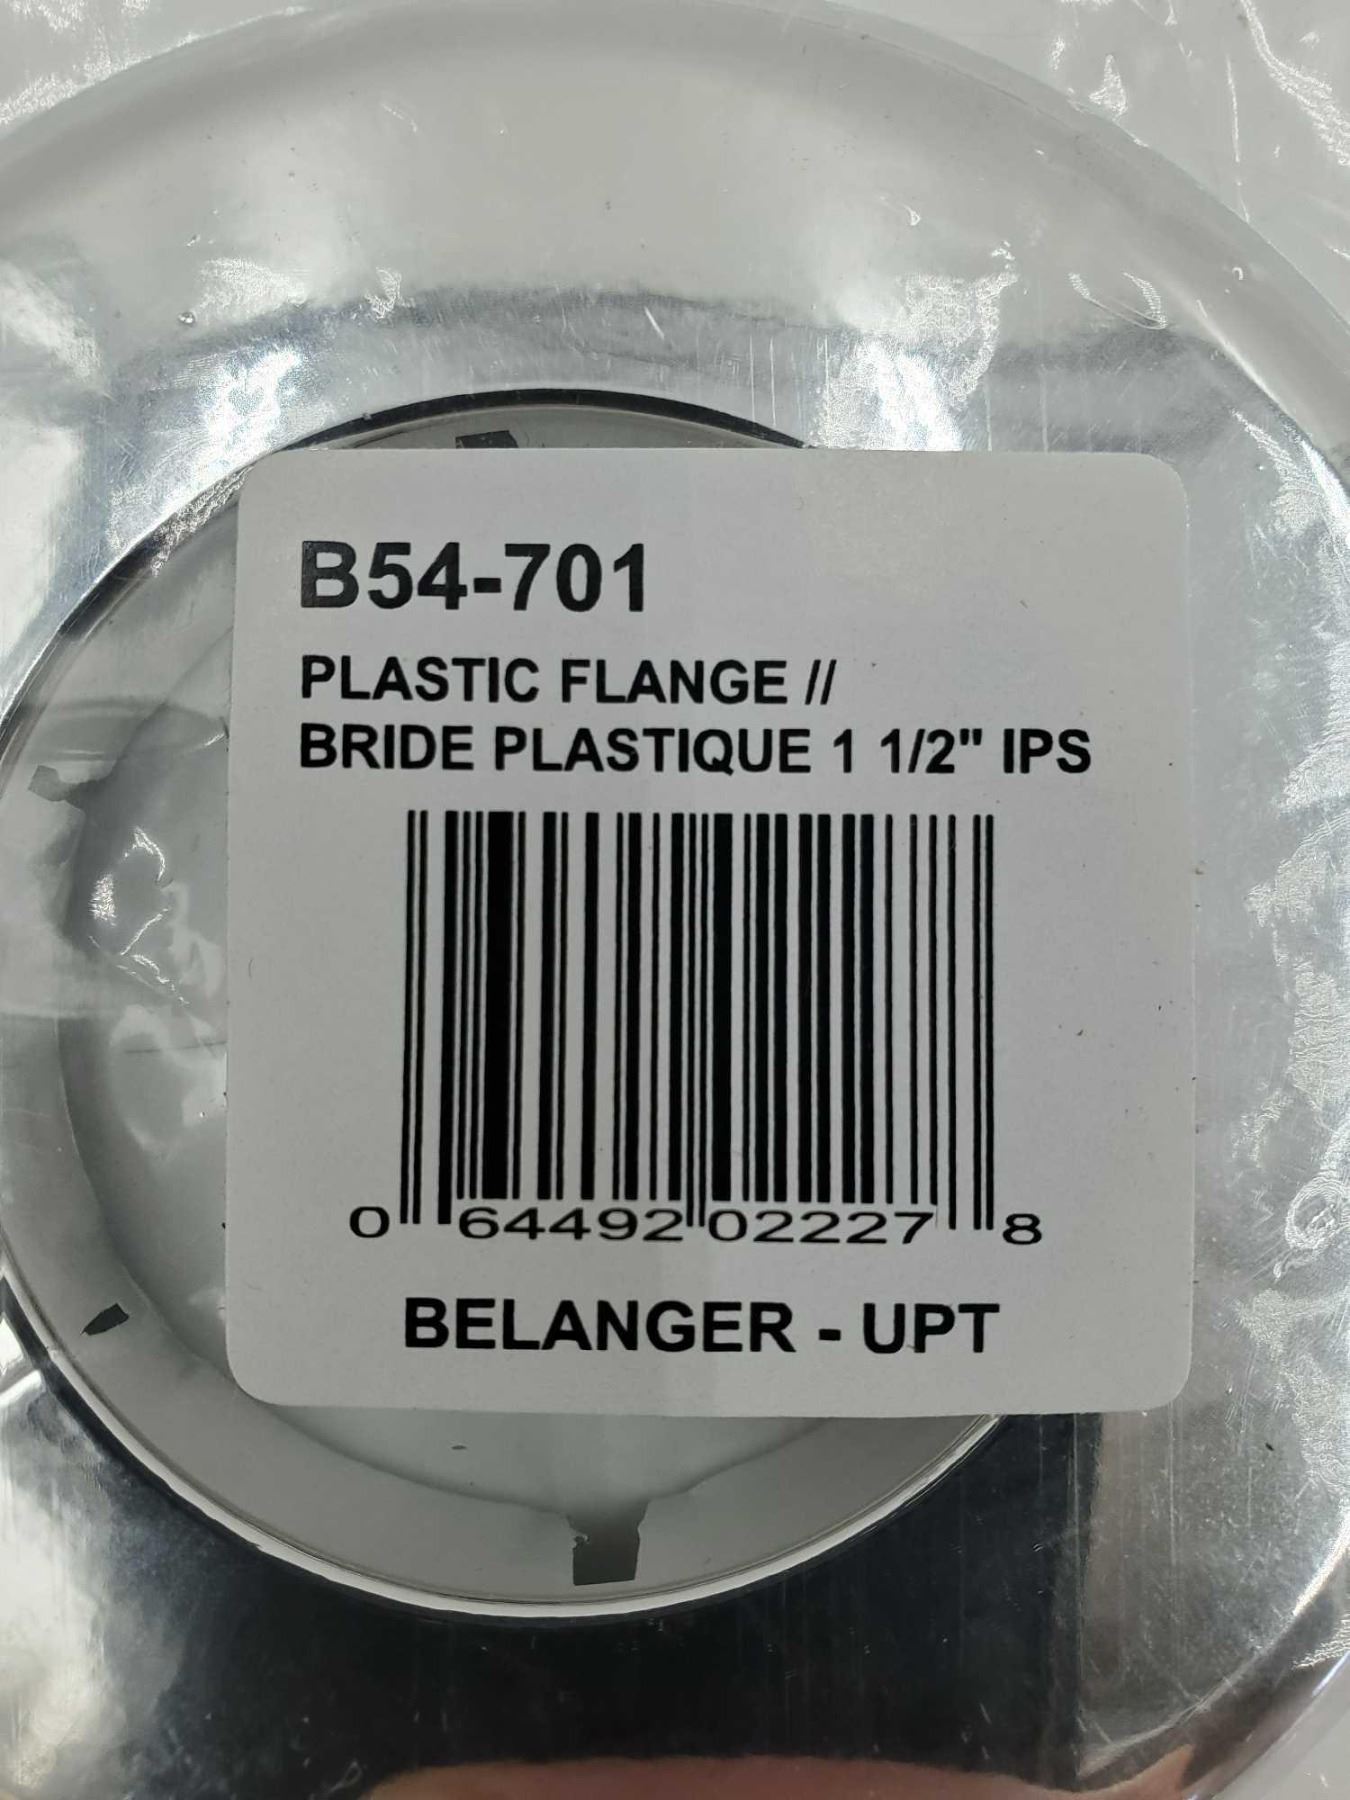 B54-701
PLASTIC FLANGE //
BRIDE PLASTIQUE 1 1/2" IPS
0 64492 02227 8
BELANGER - UPT